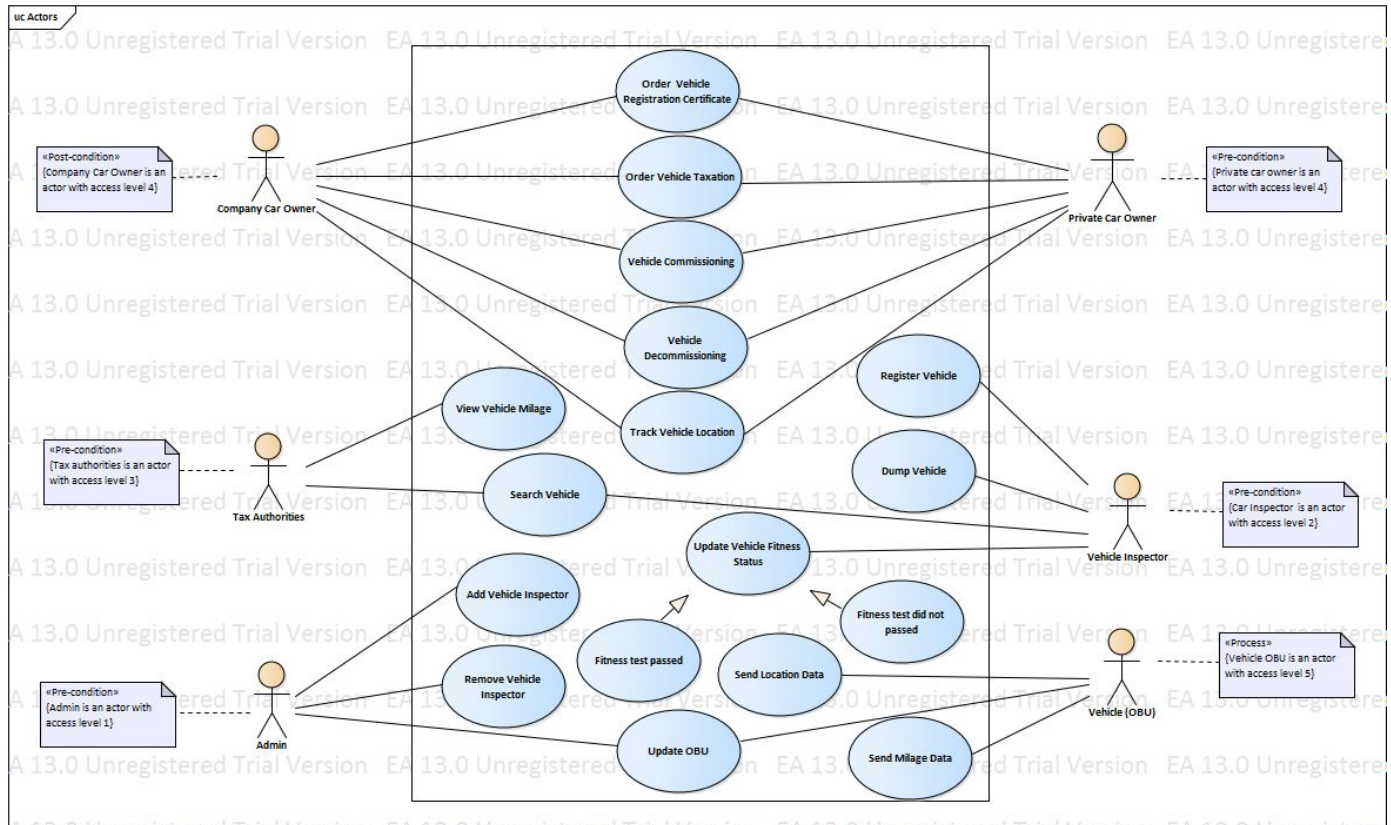 uc Actors
EA 13.0 Unregistered Trial Version
Order Vehicle
Registration Certificate
«Post-condition»
{Company Car Owner is an
actor with access level 4}
Company Car Owner
Order Vehicle Taxation
Private Car Owner
«Pre-condition»
{Private car owner is an
actor with access level 4}
Vehicle Commissioning
Vehicle
Decommissioning
Register Vehicle
View Vehicle Milage
Track Vehicle Location
«Pre-condition»
{Tax authorities is an actor
with access level 3}
Tax Authorities
Search Vehicle
Dump Vehicle
Vehicle Inspector
«Pre-condition»
{Car Inspector is an actor
with access level 2}
Update Vehicle Fitness
Status
Add Vehicle Inspector
Fitness test did not
passed
Fitness test passed
Send Location Data
«Process»
{Vehicle OBU is an actor
with access level 5}
Vehicle (OBU)
«Pre-condition»
{Admin is an actor with
access level 1}
Admin
Remove Vehicle
Inspector
Update OBU
Send Milage Data